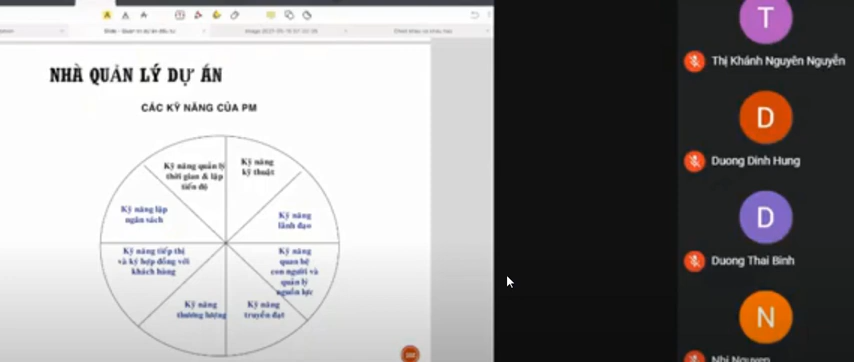 T
Thị Khánh Nguyên Nguyễn
D
Duong Dinh Hung
D
Duong Thai Binh
N
Nhi Nguyen
NHÀ QUẢN LÝ DỰ ÁN
CÁC KỸ NĂNG CỦA PM
Kỹ năng quản lý
thời gian & lập
tiến độ
Kỹ năng
kỹ thuật
Kỹ năng lập
ngân sách
Kỹ năng
lãnh đạo
Kỹ năng tiếp thị
và ký hợp đồng với
khách hàng
Kỹ năng
quan hệ
con người và
quản lý
nguồn lực
Kỹ năng
thương lượng
Kỹ năng
truyền đạt